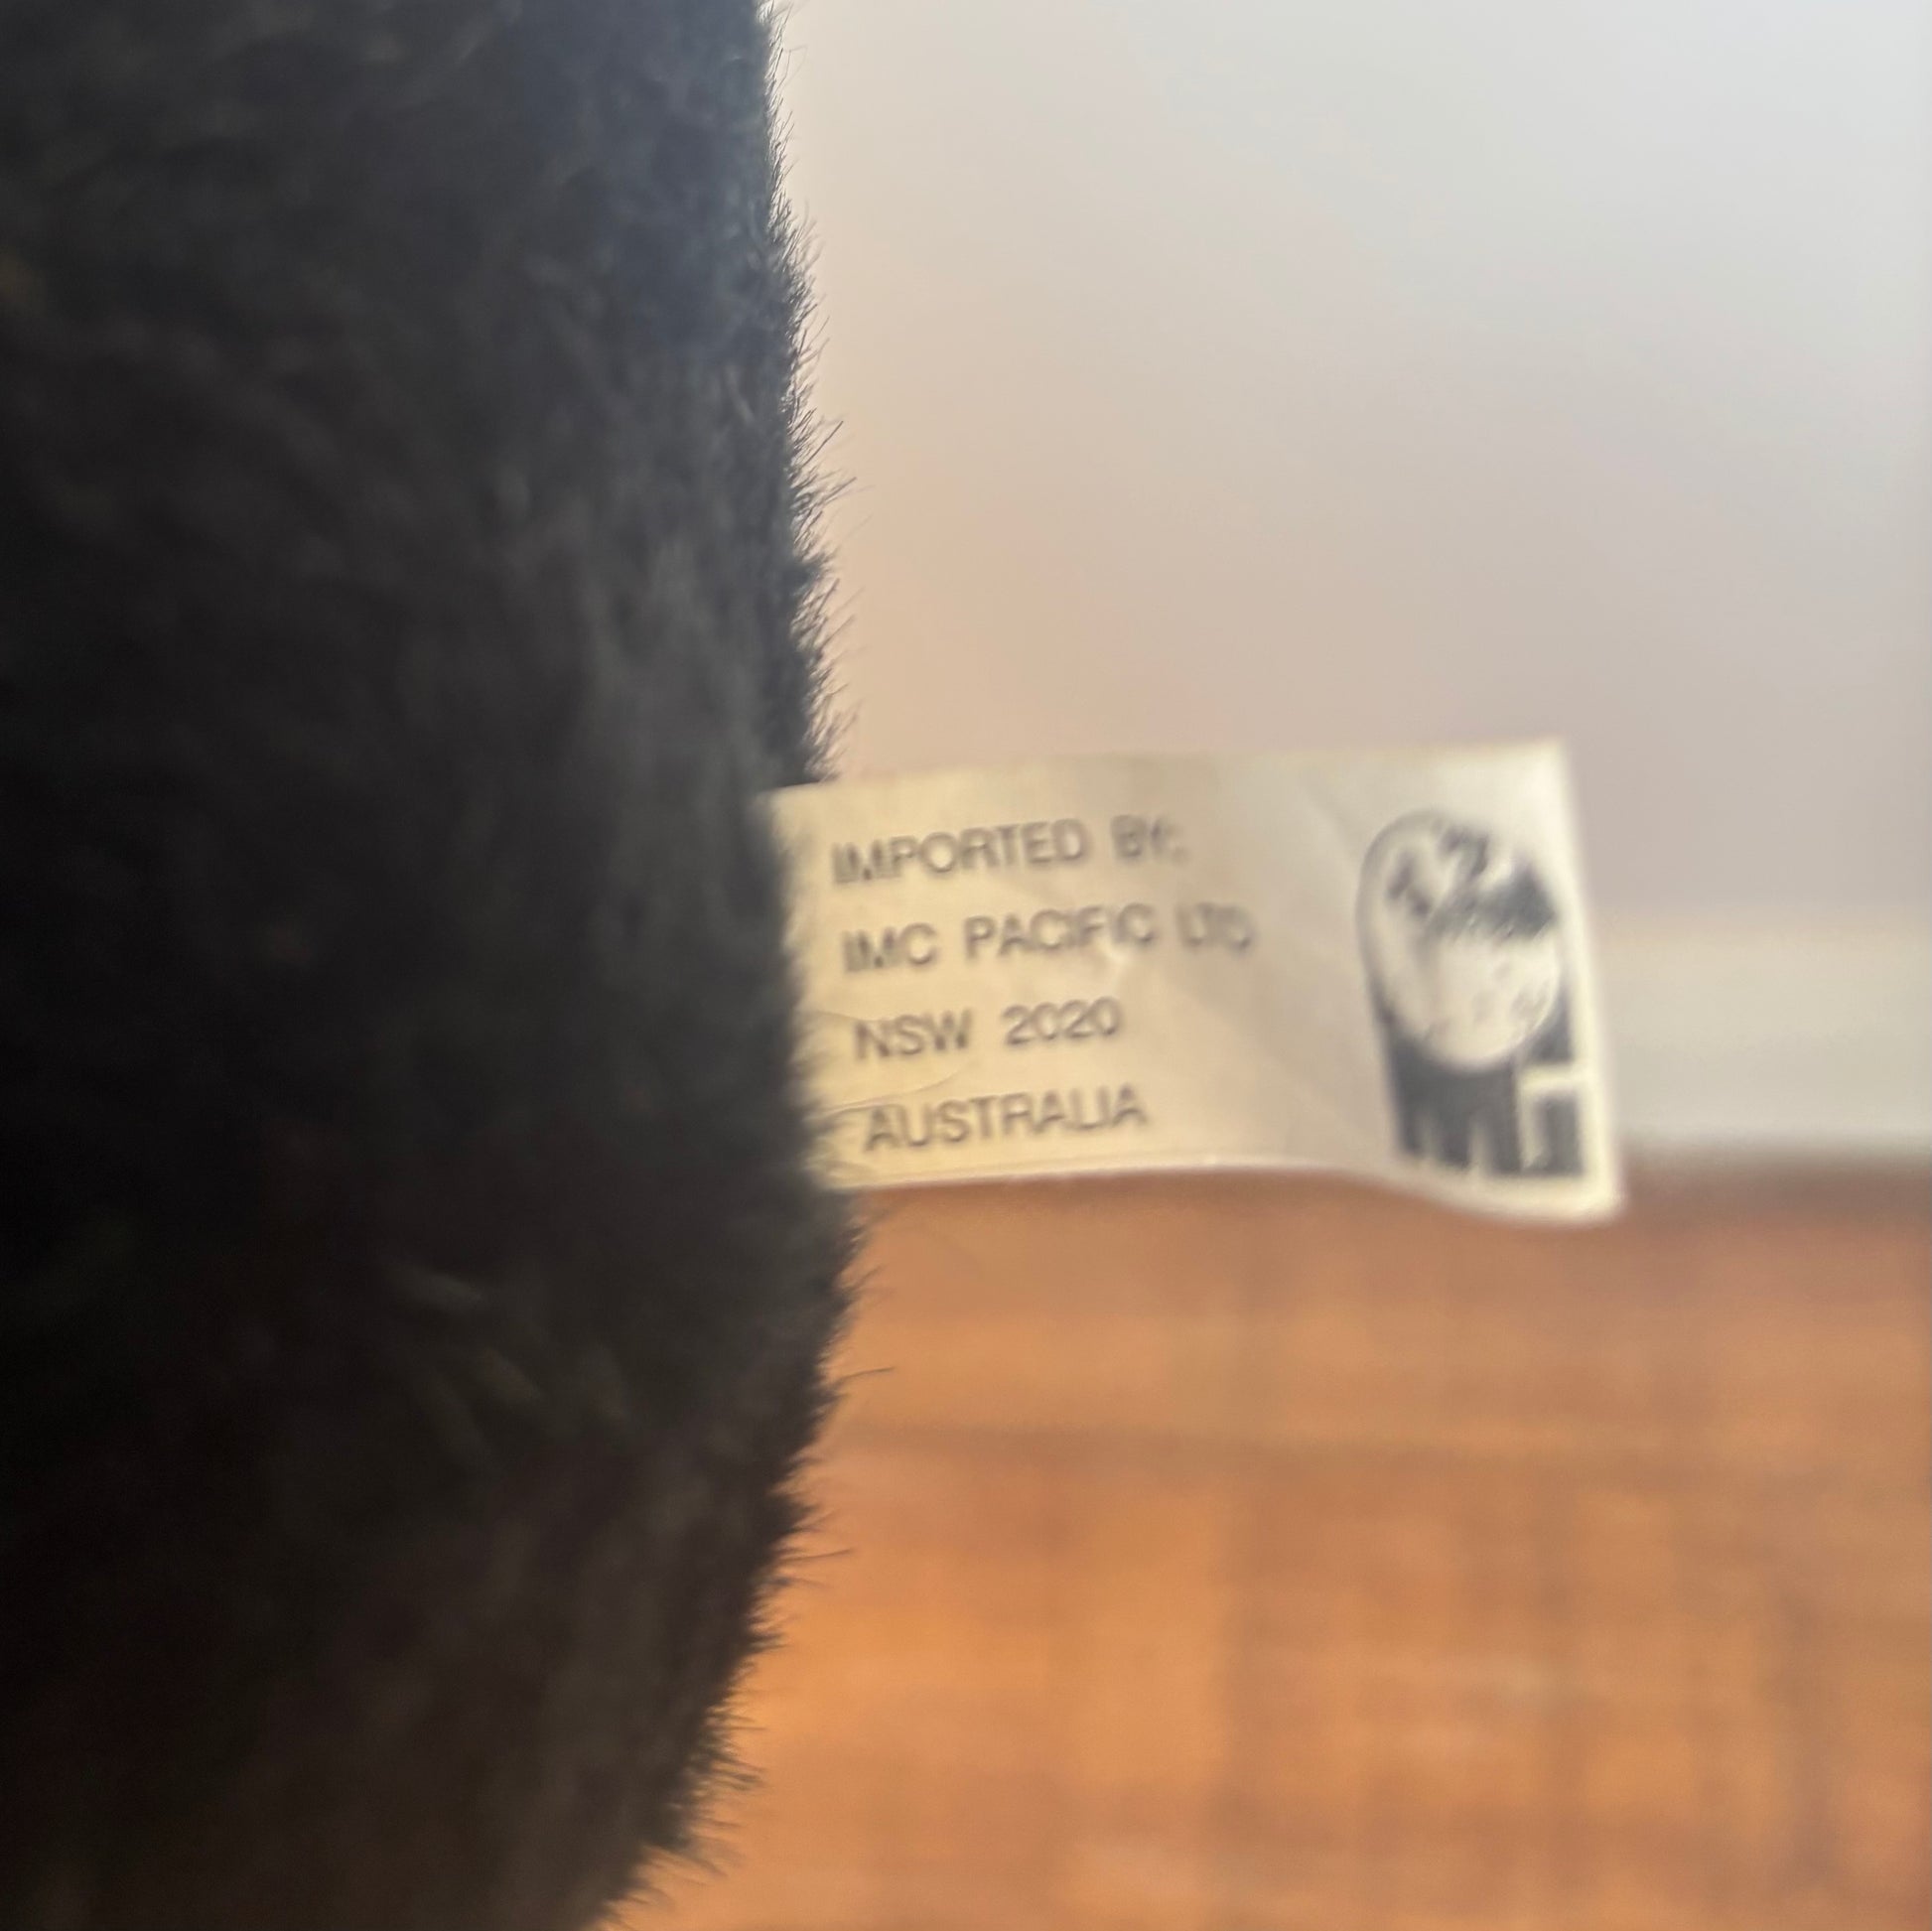 IMPORTED BY:
IMC PACIFIC LTD
NSW 2020
AUSTRALIA